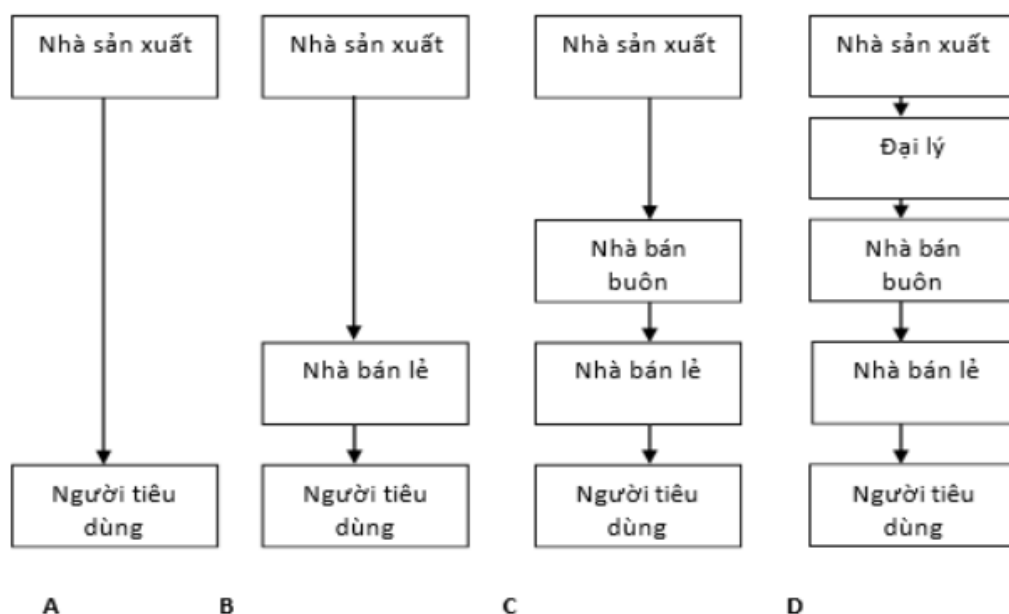 Nhà sản xuất
Nhà sản xuất
Nhà sản xuất
Nhà sản xuất
Đại lý
Nhà bán
buôn
Nhà bán
buôn
Nhà bán lẻ
Nhà bán lẻ
Nhà bán lẻ
Người tiêu
dùng
Người tiêu
dùng
Người tiêu
dùng
Người tiêu
dùng
A
B
C
D